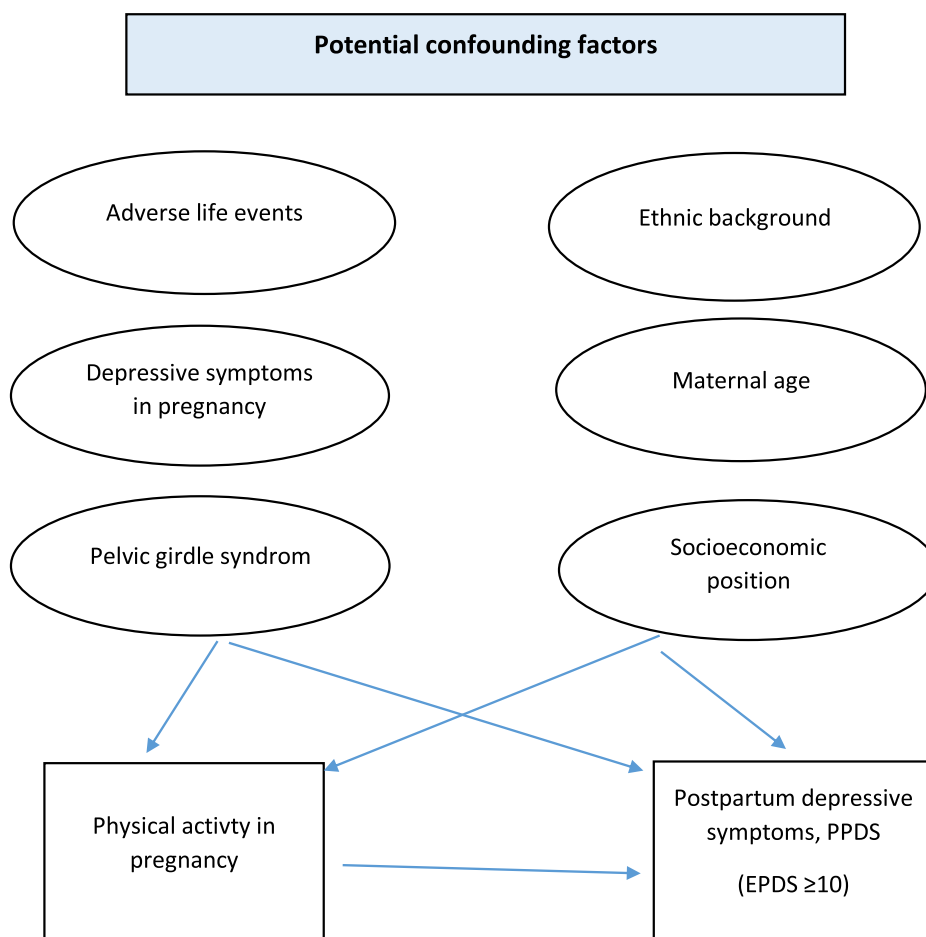 Potential confounding factors
Adverse life events
Ethnic background
Depressive symptoms
in pregnancy
Maternal age
Pelvic girdle syndrom
Socioeconomic
position
Physical activty in
pregnancy
Postpartum depressive
symptoms, PPDS
(EPDS ≥10)